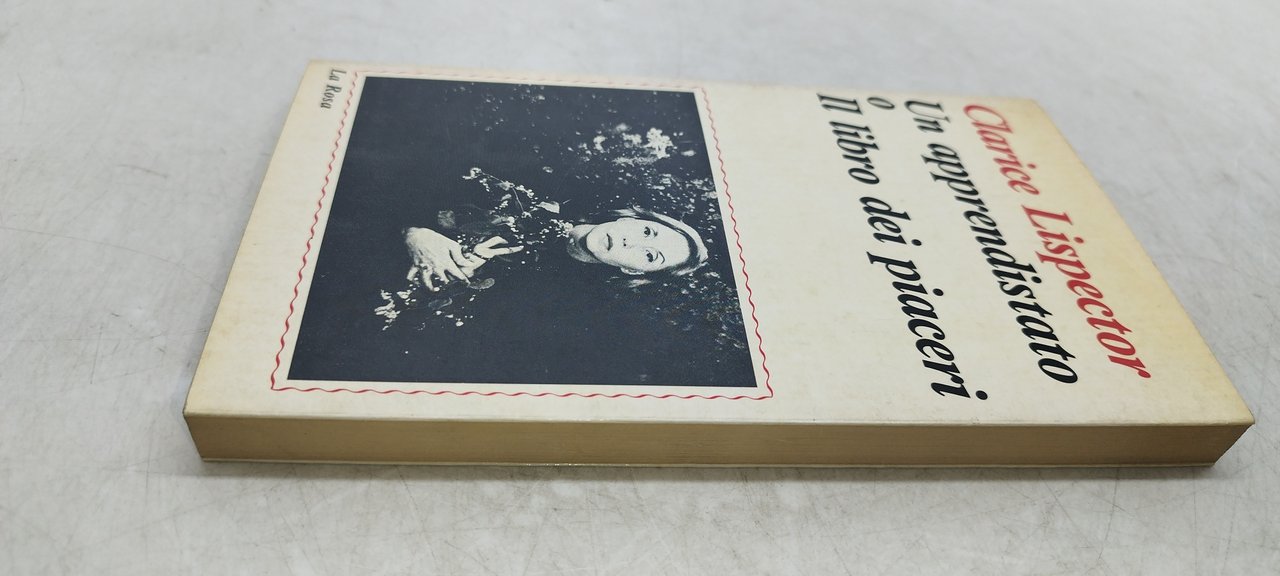 Clarice Lispector
Un apprendistato
o
Il libro dei piaceri
La Rosa